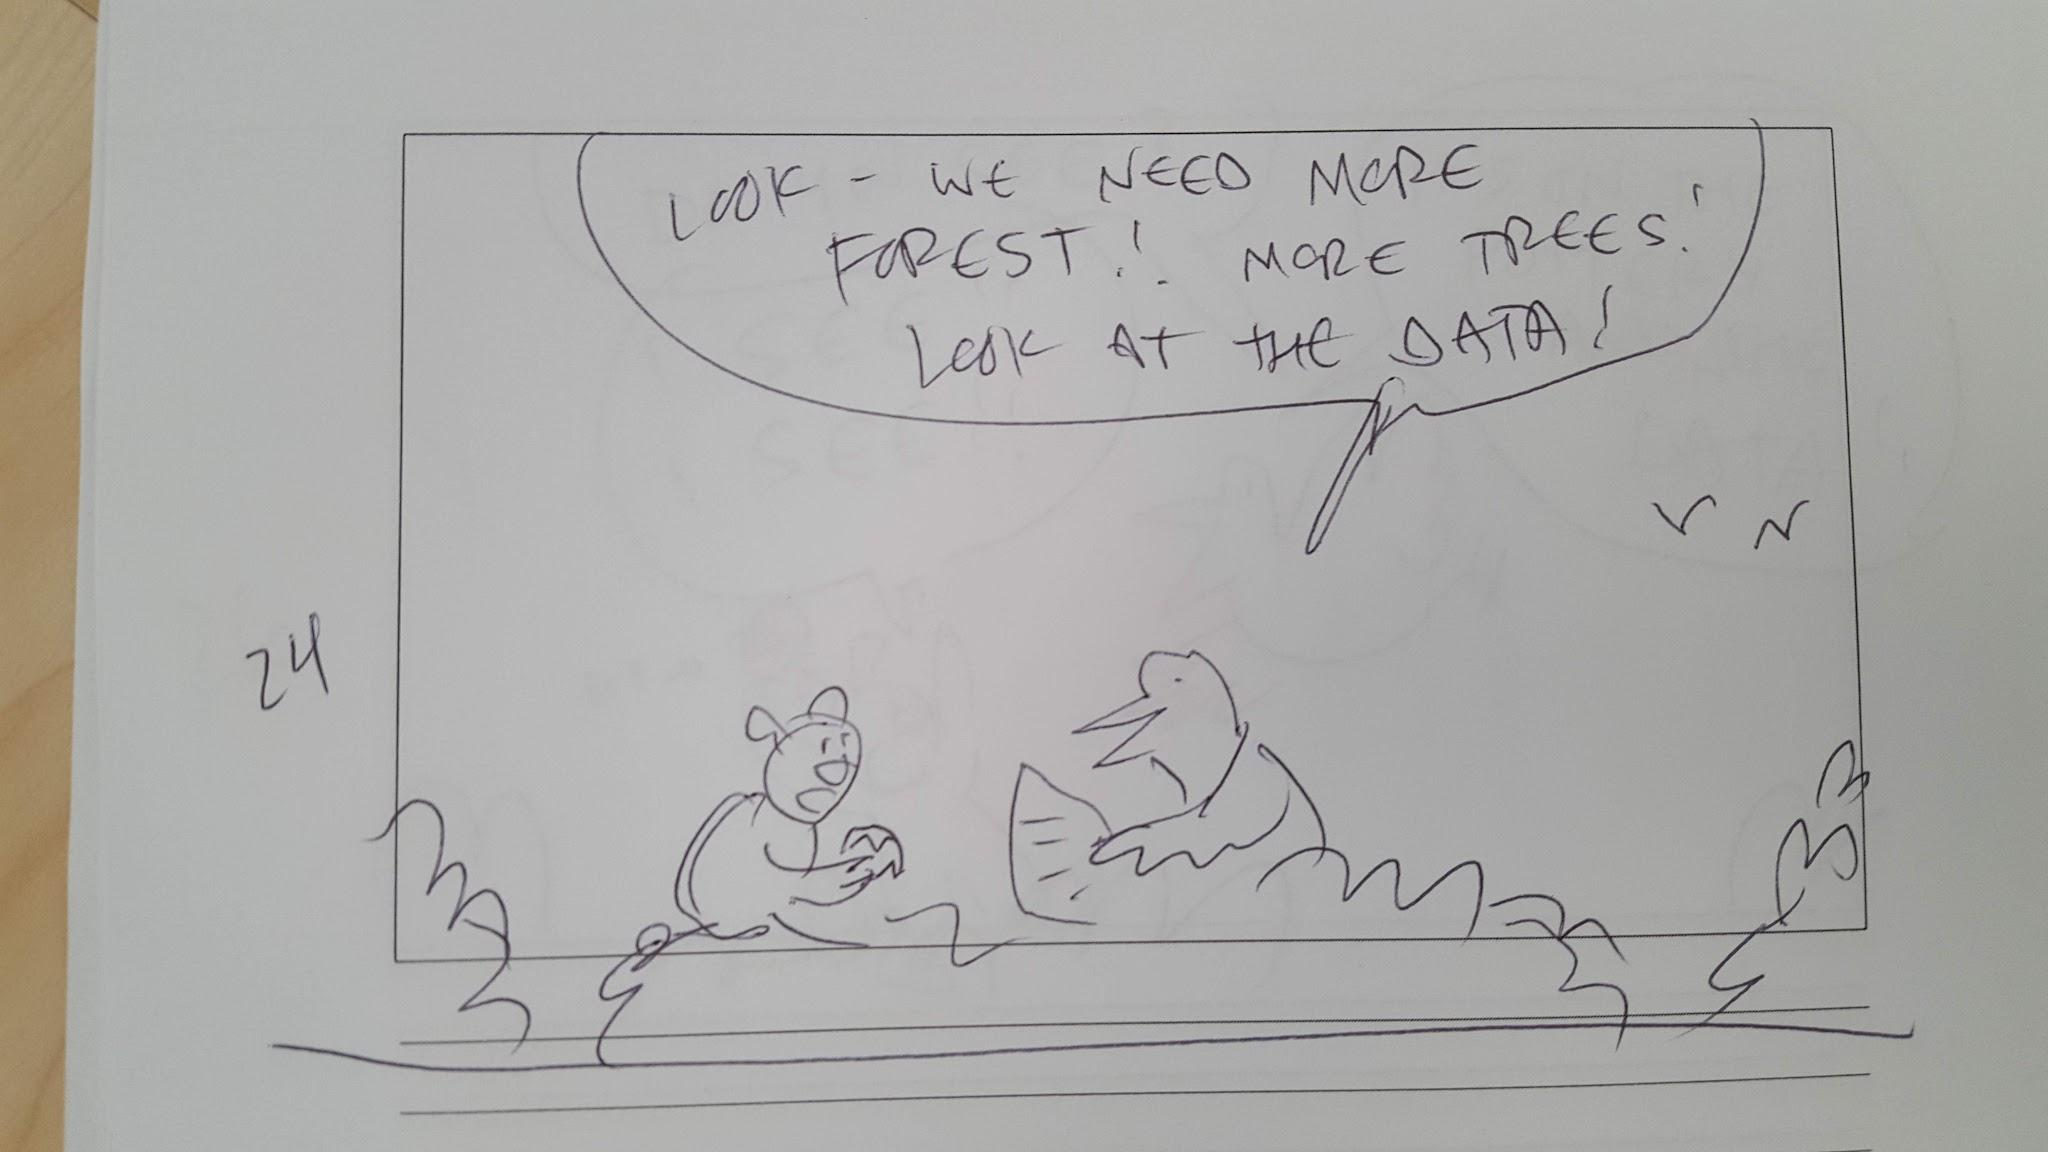 LOOK - WE NEED MORE
FOREST! MORE TREES!
LOOK AT THE DATA!
24